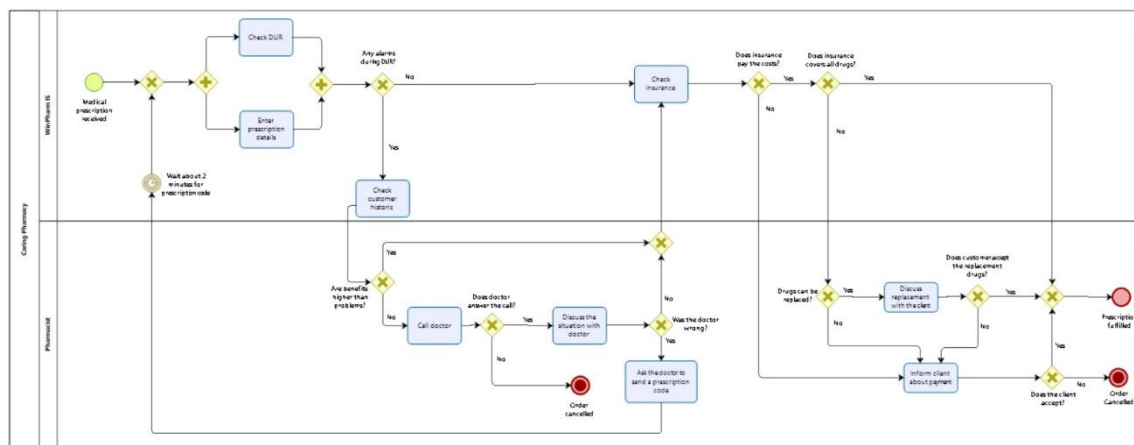 Caring Pharmacy
WinPharm IS
Medical
prescription
received
Wait about 2
minutes for
prescription code
Check DUR
Enter
prescription
details
Any alarms
during DUR?
No
Yes
Check
customer
historic
Check
insurance
Does insurance
pay the costs?
Yes
No
Does insurance
covers all drugs?
Yes
No
Pharmacist
Are benefits
higher than
problems?
Yes
No
Call doctor
Does doctor
answer the call?
Yes
No
Order
cancelled
Discuss the
situation with
doctor
No
Was the doctor
wrong?
Yes
Ask the doctor to
send a prescription
code
Drugs can be
replaced?
Yes
No
Discuss
replacement
with the client
Does customer accept
the replacement
drugs?
Yes
No
Prescription
fulfilled
Inform client
about payment
Yes
Does the client
accept?
No
Order
Cancelled